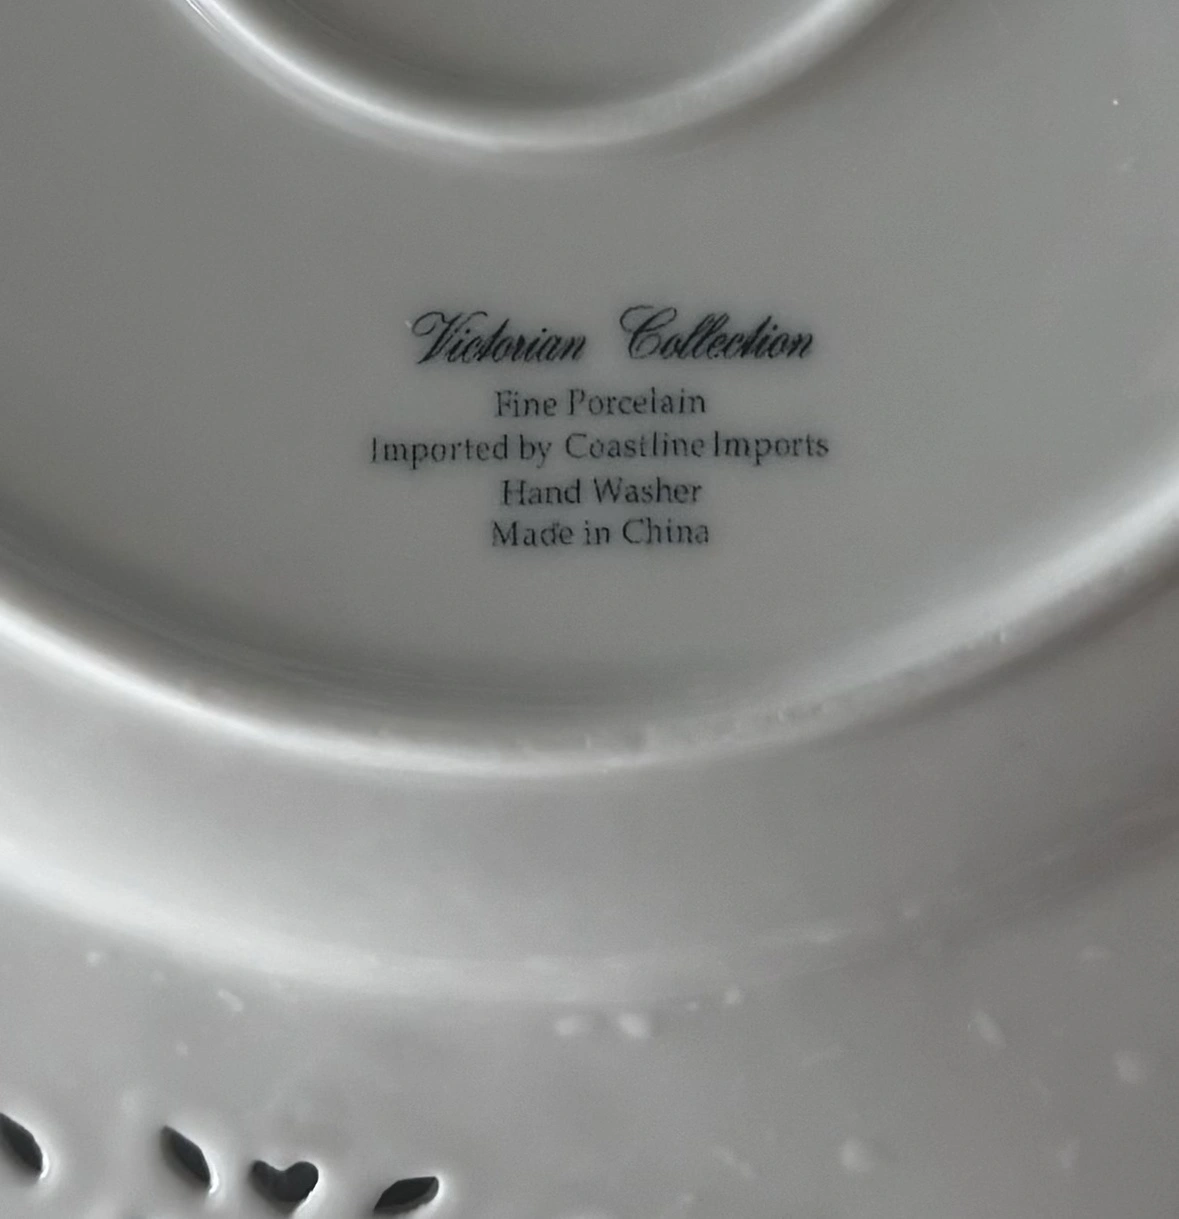 Victorian Collection
Fine Porcelain
Imported by Coastline Imports
Hand Washer
Made in China